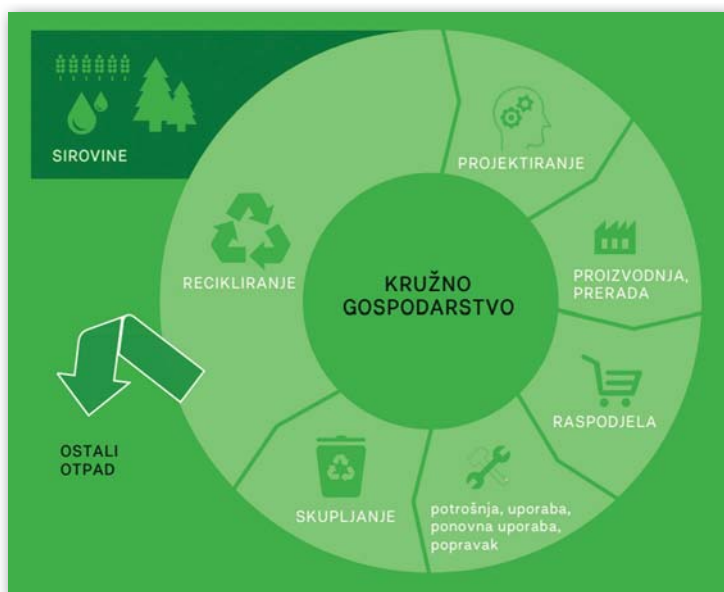 SIROVINE
PROJEKTIRANJE
RECIKLIRANJE
KRUŽNO
GOSPODARSTVO
PROIZVODNJA,
PRERADA
RASPODJELA
OSTALI
OTPAD
SKUPLJANJE
potrošnja, uporaba,
ponovna uporaba,
popravak